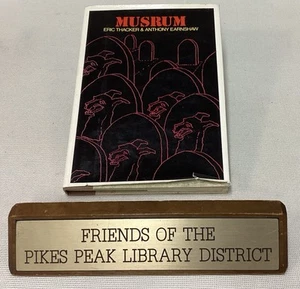 MUSRUM
ERIC THACKER & ANTHONY EARNSHAW
FRIENDS OF THE
PIKES PEAK LIBRARY DISTRICT